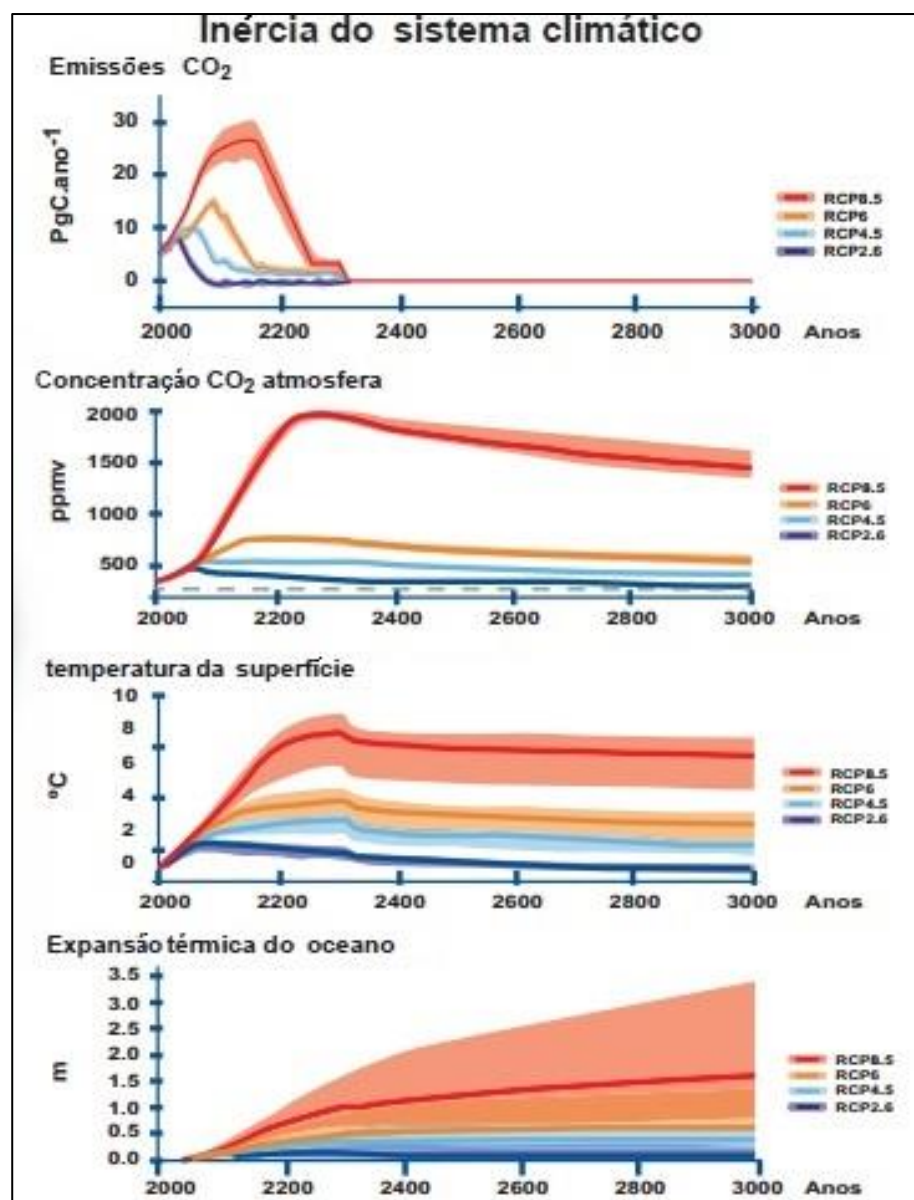 Inércia do sistema climático
Emissões CO₂
PgC.ano⁻¹
30
20
10
0
2000 2200 2400 2600 2800 3000 Anos
RCP8.5
RCP6
RCP4.5
RCP2.6
Concentração CO₂ atmosfera
ppmv
2000
1500
1000
500
2000 2200 2400 2600 2800 3000 Anos
RCP8.5
RCP6
RCP4.5
RCP2.6
temperatura da superfície
ºC
10
8
6
4
2
0
2000 2200 2400 2600 2800 3000 Anos
RCP8.5
RCP6
RCP4.5
RCP2.6
Expansão térmica do oceano
m
3.5
3.0
2.5
2.0
1.5
1.0
0.5
0.0
2000 2200 2400 2600 2800 3000 Anos
RCP8.5
RCP6
RCP4.5
RCP2.6